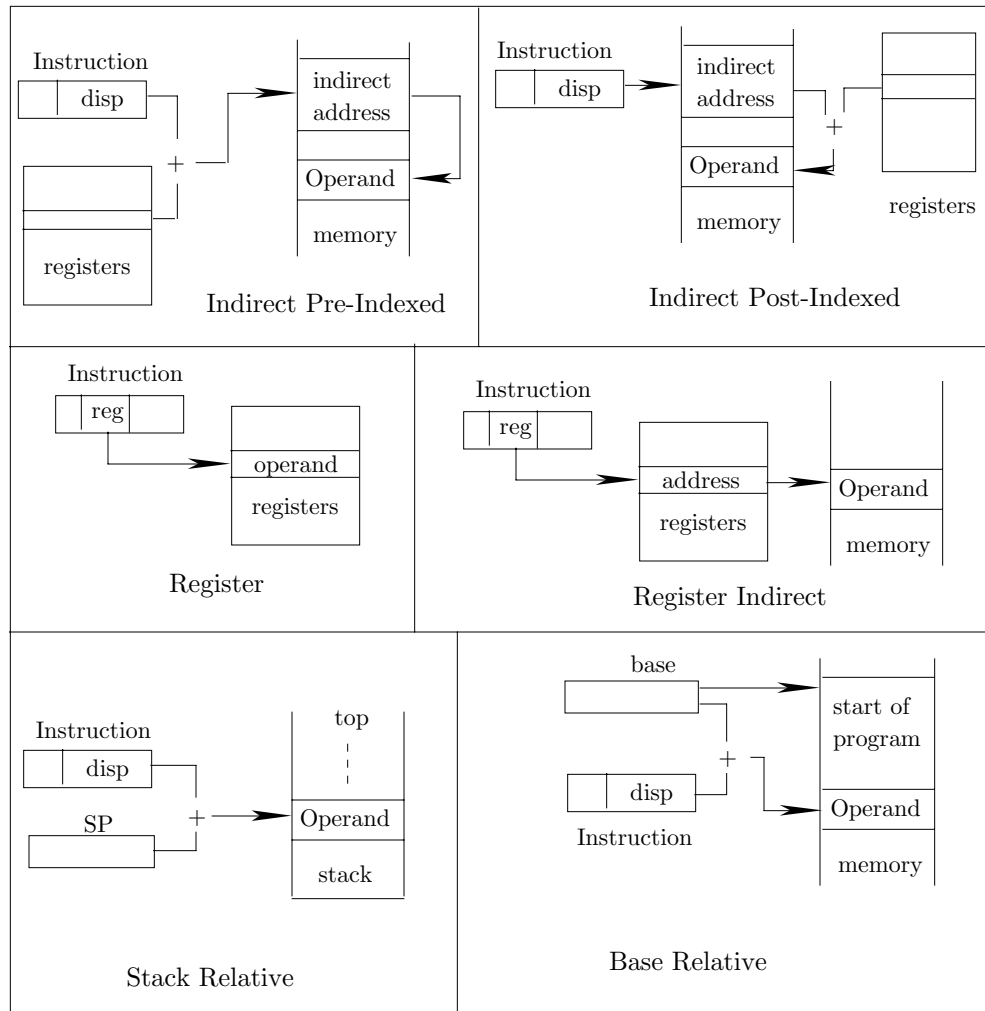 Instruction
disp
+
registers
indirect
address
Operand
memory
Indirect Pre-Indexed
Instruction
disp
indirect
address
+
Operand
memory
registers
Indirect Post-Indexed
Instruction
reg
operand
registers
Register
Instruction
reg
address
registers
Operand
memory
Register Indirect
Instruction
disp
+
SP
top
Operand
stack
Stack Relative
base
+
disp
Instruction
start of
program
Operand
memory
Base Relative